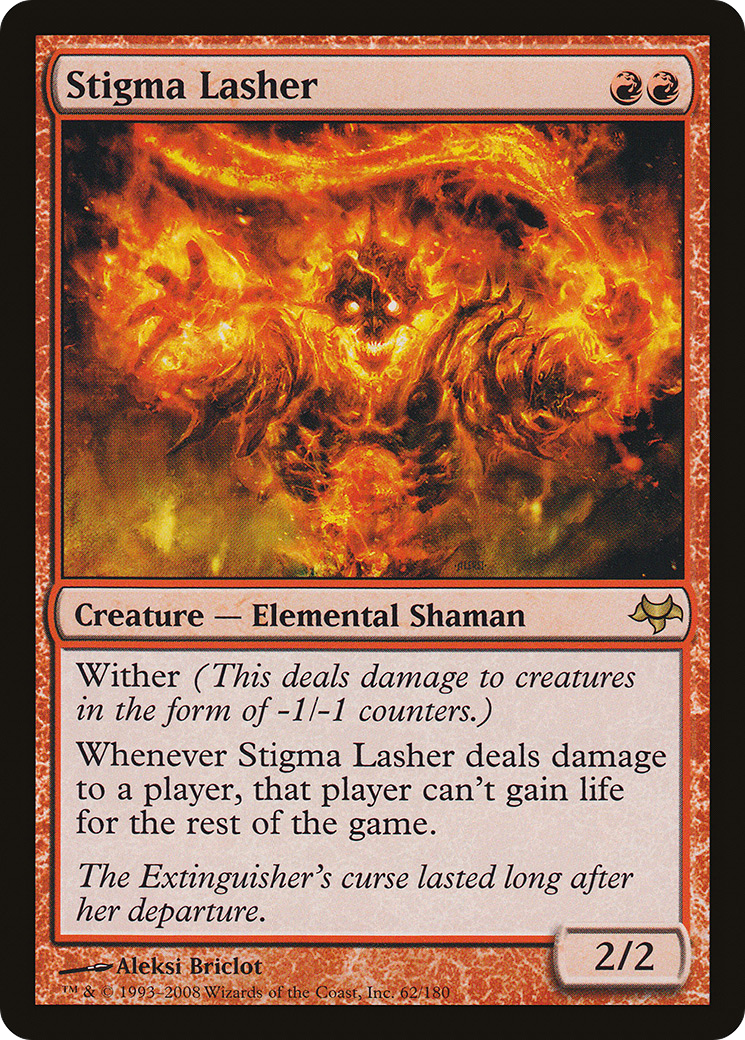 Stigma Lasher
Creature — Elemental Shaman
Wither (This deals damage to creatures
in the form of -1/-1 counters.)
Whenever Stigma Lasher deals damage
to a player, that player can't gain life
for the rest of the game.
The Extinguisher's curse lasted long after
her departure.
2/2
Aleksi Briclot
™ & © 1993–2008 Wizards of the Coast, Inc. 62/180